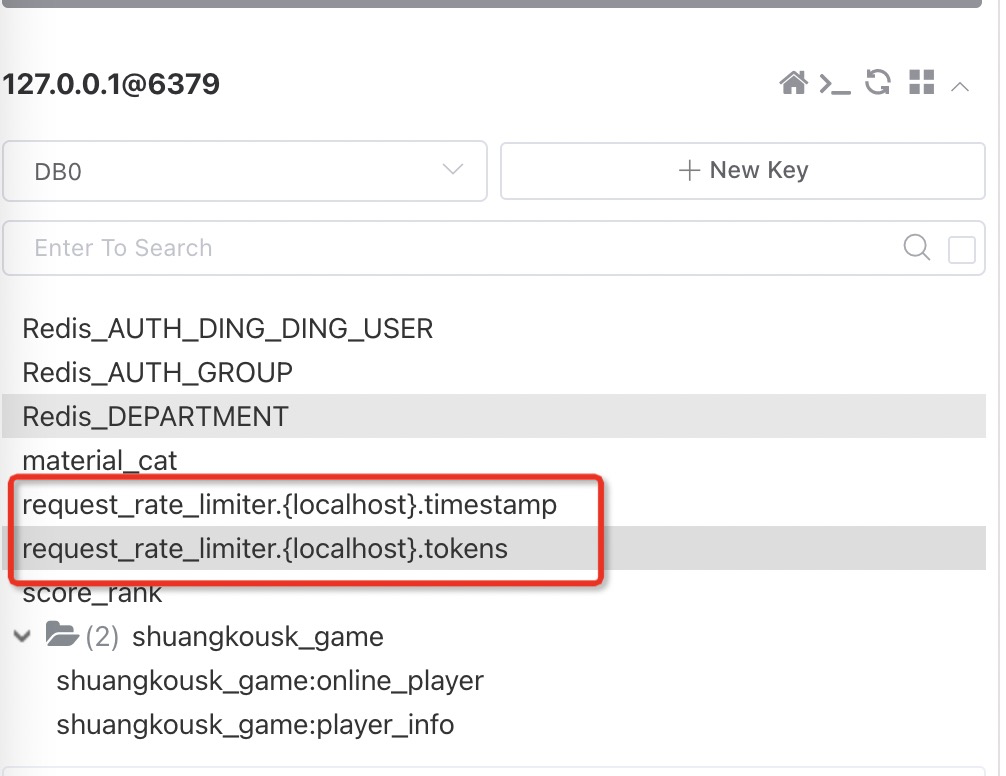 127.0.0.1@6379
DB0
New Key
Enter To Search
Redis_AUTH_DING_DING_USER
Redis_AUTH_GROUP
Redis_DEPARTMENT
material_cat
request_rate_limiter.{localhost}.timestamp
request_rate_limiter.{localhost}.tokens
score_rank
(2) shuangkousk_game
shuangkousk_game:online_player
shuangkousk_game:player_info